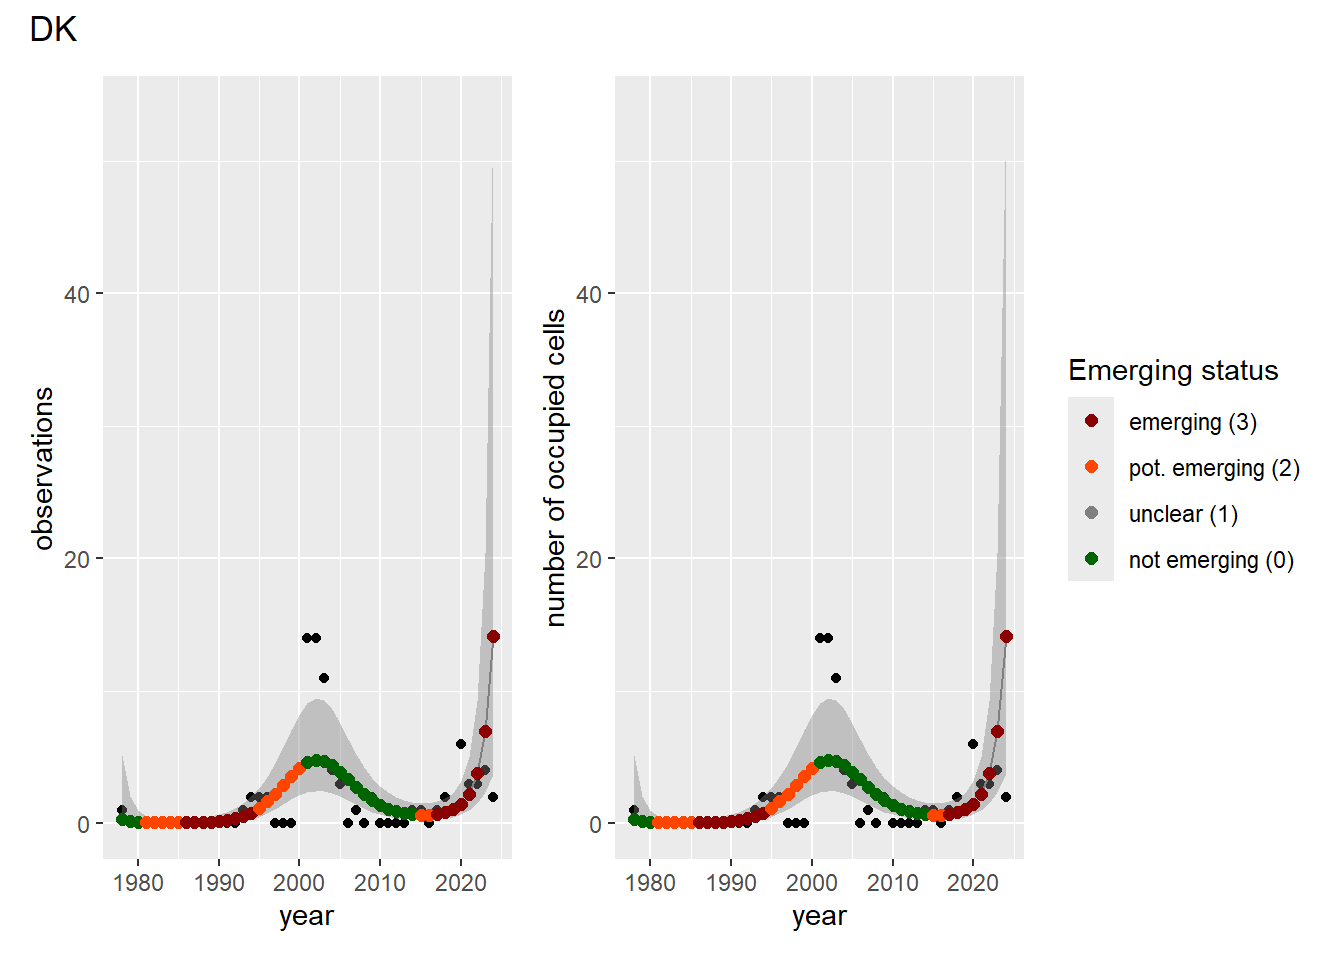 DK
observations
40
20
0
1980 1990 2000 2010 2020
year
number of occupied cells
40
20
0
1980 1990 2000 2010 2020
year
Emerging status
emerging (3)
pot. emerging (2)
unclear (1)
not emerging (0)